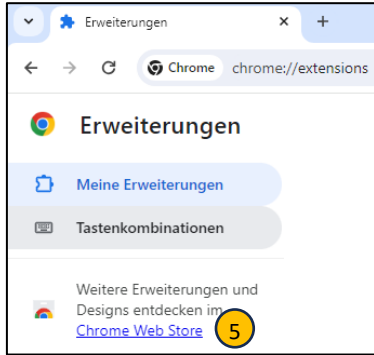 Erweiterungen
Chrome chrome://extensions
Erweiterungen
Meine Erweiterungen
Tastenkombinationen
Weitere Erweiterungen und
Designs entdecken im
Chrome Web Store 5